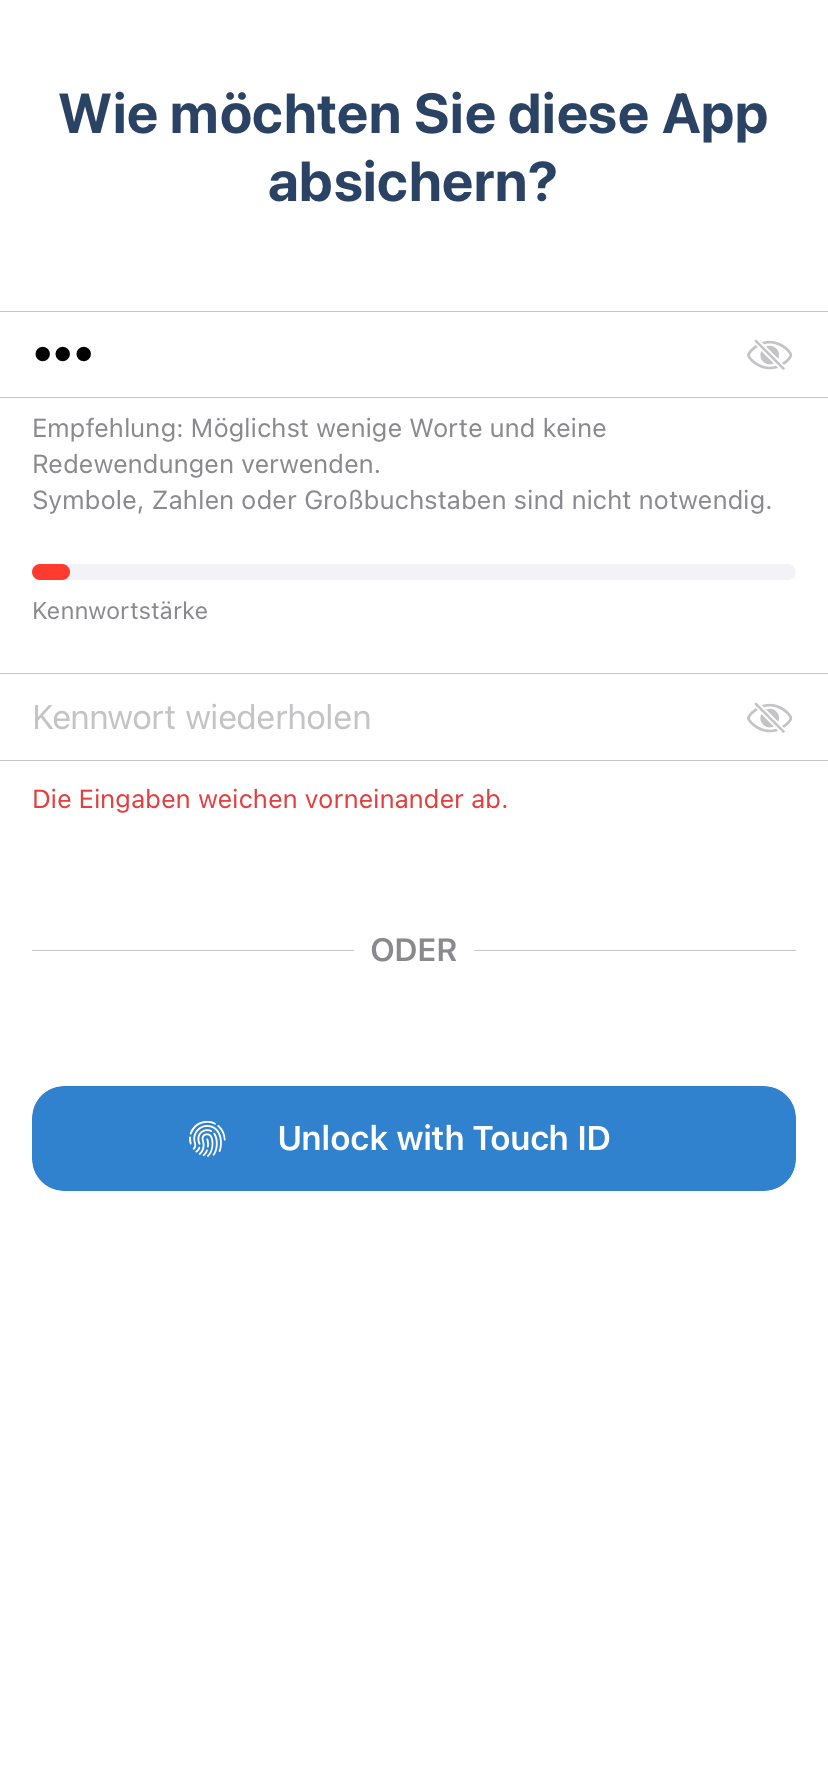 Wie möchten Sie diese App
absichern?
•••
Empfehlung: Möglichst wenige Worte und keine
Redewendungen verwenden.
Symbole, Zahlen oder Großbuchstaben sind nicht notwendig.
Kennwortstärke
Kennwort wiederholen
Die Eingaben weichen vorneinander ab.
ODER
Unlock with Touch ID